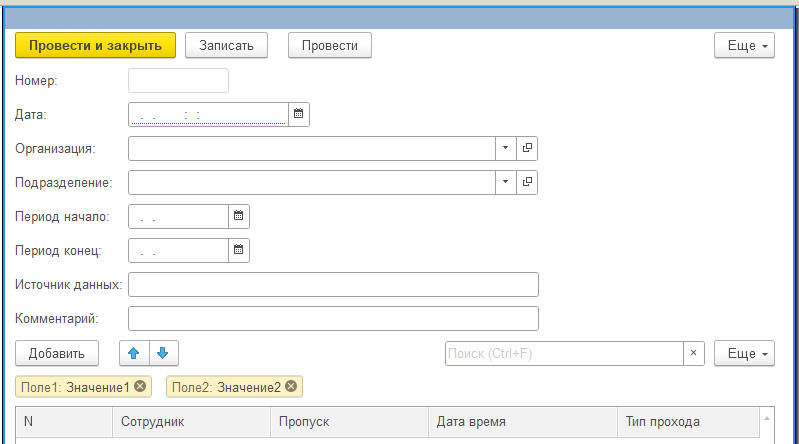 Провести и закрыть Записать Провести Еще
Номер:
Дата: . . : :
Организация:
Подразделение:
Период начало: . .
Период конец: . .
Источник данных:
Комментарий:
Добавить Поиск (Ctrl+F) × Еще
Поле1: Значение1 Поле2: Значение2
N Сотрудник Пропуск Дата время Тип прохода